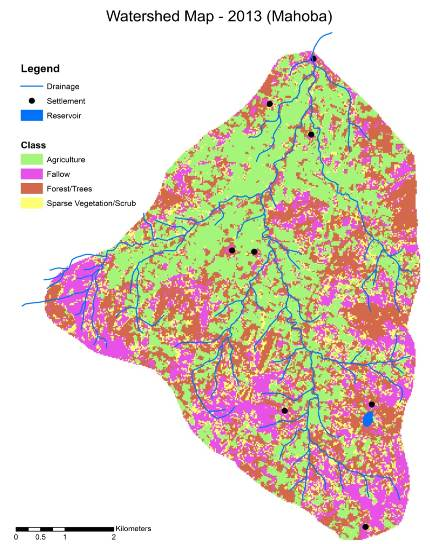 Watershed Map - 2013 (Mahoba)
Legend
Drainage
Settlement
Reservoir
Class
Agriculture
Fallow
Forest/Trees
Sparse Vegetation/Scrub
Kilometers
0 0.5 1 2